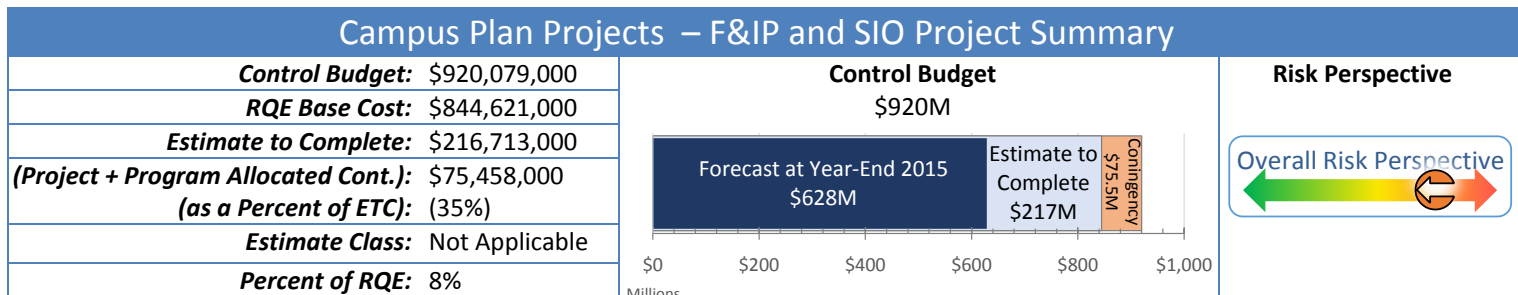 Campus Plan Projects – F&IP and SIO Project Summary
Control Budget: $920,079,000
RQE Base Cost: $844,621,000
Estimate to Complete: $216,713,000
(Project + Program Allocated Cont.): $75,458,000
(as a Percent of ETC): (35%)
Estimate Class: Not Applicable
Percent of RQE: 8%
Control Budget
$920M
Forecast at Year-End 2015
$628M
Estimate to
Complete
$217M
Contingency
$75.5M
$0 $200 $400 $600 $800 $1,000
Millions
Risk Perspective
Overall Risk Perspective